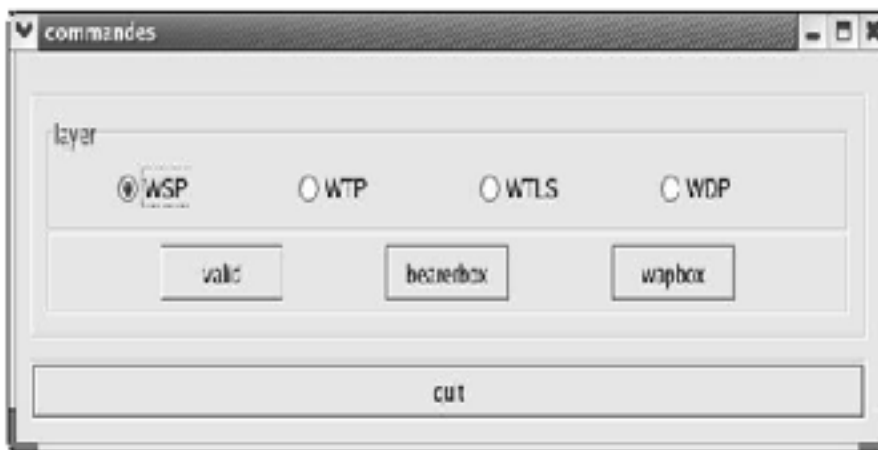 commandes
layer
WSP WTP WTLS WDP
valid bearerbox wapbox
cut